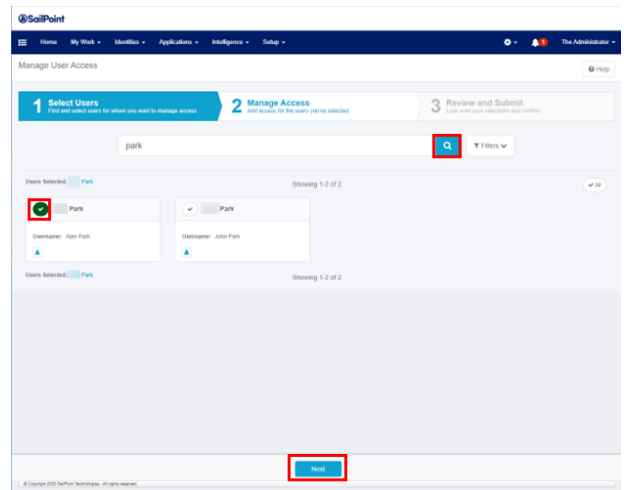 SailPoint
Home My Work Identities Applications Intelligence Setup The Administrator
Manage User Access
Help
1 Select Users
Find and select users for whom you want to manage access.
2 Manage Access
Add access for the users you've selected.
3 Review and Submit
Look over your selections and confirm.
park
Filters
Users Selected: Park
Showing 1-2 of 2
All
Park
Park
Username: Alan Park
Username: John Park
Users Selected: Park
Showing 1-2 of 2
Next
© Copyright 2020 SailPoint Technologies - All rights reserved.